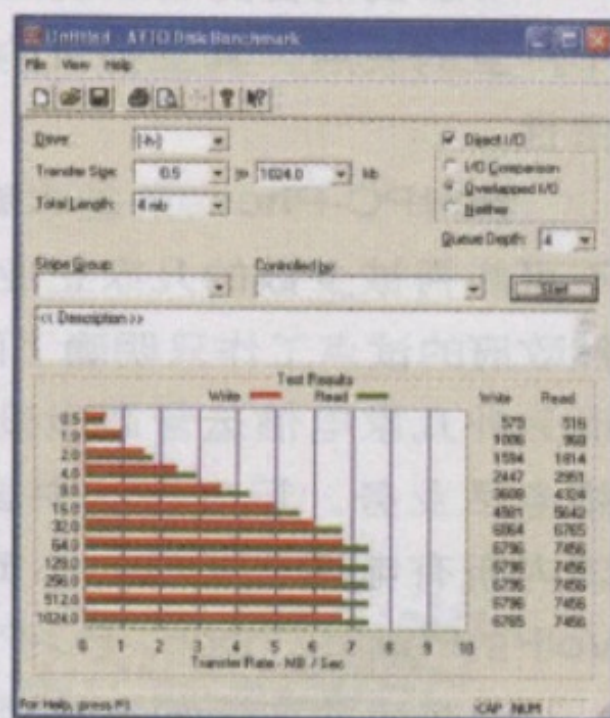 Untitled - ATTO Disk Benchmark
File View Help
Drive: [-h-]
Direct I/O
Transfer Size: 0.5 to 1024.0 kb
I/O Comparison
Overlapped I/O
Total Length: 4 mb
Neither
Queue Depth: 4
Stripe Group: Controlled by:
Start
<< Description >>
Test Results
Write Read Write Read
0.5 516
1.0 1006 968
2.0 1594 1814
4.0 2447 2951
8.0 3608 4324
16.0 4981 5642
32.0 6064 6765
64.0 6796 7456
128.0 6796 7456
256.0 6796 7456
512.0 6796 7456
1024.0 6765 7456
0 1 2 3 4 5 6 7 8 9 10
Transfer Rate - MB / Sec
For Help, press F1 CAP NUM